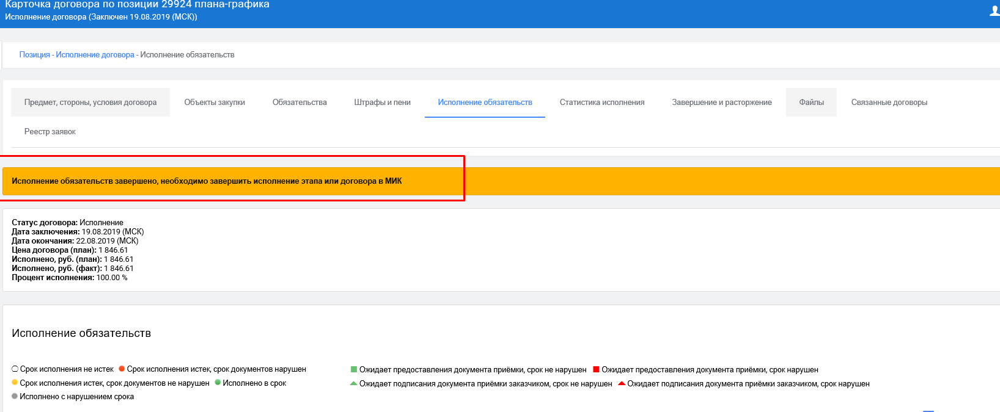 Карточка договора по позиции 29924 плана-графика
Исполнение договора (Заключен 19.08.2019 (МСК))
Позиция - Исполнение договора - Исполнение обязательств
Предмет, стороны, условия договора Объекты закупки Обязательства Штрафы и пени Исполнение обязательств Статистика исполнения Завершение и расторжение Файлы Связанные договоры
Реестр заявок
Исполнение обязательств завершено, необходимо завершить исполнение этапа или договора в МИК
Статус договора: Исполнение
Дата заключения: 19.08.2019 (МСК)
Дата окончания: 22.08.2019 (МСК)
Цена договора (план): 1 846.61
Исполнено, руб. (план): 1 846.61
Исполнено, руб. (факт): 1 846.61
Процент исполнения: 100.00 %
Исполнение обязательств
Срок исполнения не истек Срок исполнения истек, срок документов нарушен
Срок исполнения истек, срок документов не нарушен Исполнено в срок
Исполнено с нарушением срока
Ожидает предоставления документа приёмки, срок не нарушен Ожидает предоставления документа приёмки, срок нарушен
Ожидает подписания документа приёмки заказчиком, срок не нарушен Ожидает подписания документа приёмки заказчиком, срок нарушен